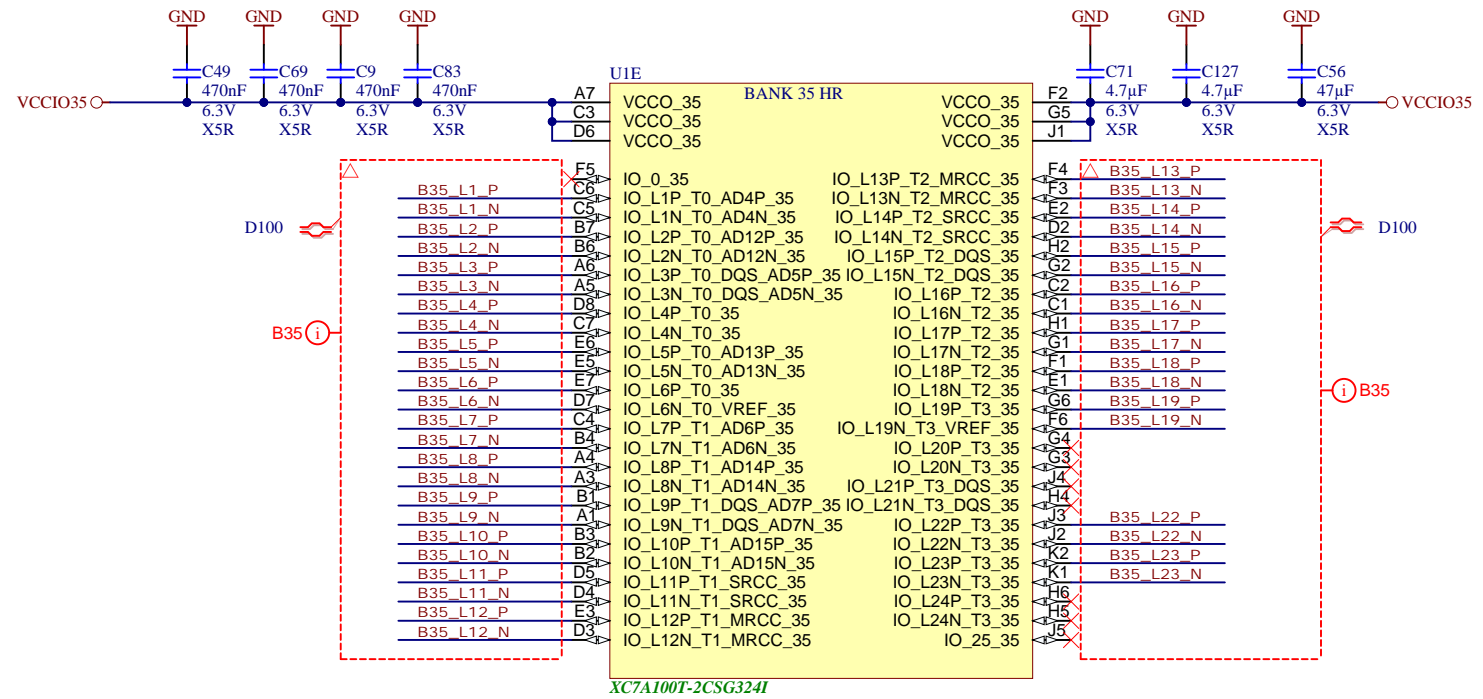 GND GND GND GND GND GND GND
C49 C69 C9 C83 U1E C71 C127 C56
470nF 470nF 470nF 470nF A7 BANK 35 HR F2 4.7µF 4.7µF 47µF
VCCIO35 6.3V 6.3V 6.3V 6.3V VCCO_35 VCCO_35 6.3V 6.3V 6.3V VCCIO35
X5R X5R X5R X5R C3 VCCO_35 VCCO_35 G5 X5R X5R X5R
D6 VCCO_35 VCCO_35 J1
F5 IO_0_35 IO_L13P_T2_MRCC_35 F4 B35_L13_P
B35_L1_P C6 IO_L1P_T0_AD4P_35 IO_L13N_T2_MRCC_35 F3 B35_L13_N
B35_L1_N C5 IO_L1N_T0_AD4N_35 IO_L14P_T2_SRCC_35 E2 B35_L14_P
D100 B35_L2_P B7 IO_L2P_T0_AD12P_35 IO_L14N_T2_SRCC_35 D2 B35_L14_N D100
B35_L2_N B6 IO_L2N_T0_AD12N_35 IO_L15P_T2_DQS_35 H2 B35_L15_P
B35_L3_P A6 IO_L3P_T0_DQS_AD5P_35 IO_L15N_T2_DQS_35 G2 B35_L15_N
B35_L3_N A5 IO_L3N_T0_DQS_AD5N_35 IO_L16P_T2_35 C2 B35_L16_P
B35_L4_P D8 IO_L4P_T0_35 IO_L16N_T2_35 C1 B35_L16_N
B35 i B35_L4_N C7 IO_L4N_T0_35 IO_L17P_T2_35 H1 B35_L17_P
B35_L5_P E6 IO_L5P_T0_AD13P_35 IO_L17N_T2_35 G1 B35_L17_N
B35_L5_N E5 IO_L5N_T0_AD13N_35 IO_L18P_T2_35 F1 B35_L18_P
B35_L6_P E7 IO_L6P_T0_35 IO_L18N_T2_35 E1 B35_L18_N i B35
B35_L6_N D7 IO_L6N_T0_VREF_35 IO_L19P_T3_35 G6 B35_L19_P
B35_L7_P C4 IO_L7P_T1_AD6P_35 IO_L19N_T3_VREF_35 F6 B35_L19_N
B35_L7_N B4 IO_L7N_T1_AD6N_35 IO_L20P_T3_35 G4
B35_L8_P A4 IO_L8P_T1_AD14P_35 IO_L20N_T3_35 G3
B35_L8_N A3 IO_L8N_T1_AD14N_35 IO_L21P_T3_DQS_35 J4
B35_L9_P B1 IO_L9P_T1_DQS_AD7P_35 IO_L21N_T3_DQS_35 H4
B35_L9_N A1 IO_L9N_T1_DQS_AD7N_35 IO_L22P_T3_35 J3 B35_L22_P
B35_L10_P B3 IO_L10P_T1_AD15P_35 IO_L22N_T3_35 J2 B35_L22_N
B35_L10_N B2 IO_L10N_T1_AD15N_35 IO_L23P_T3_35 K2 B35_L23_P
B35_L11_P D5 IO_L11P_T1_SRCC_35 IO_L23N_T3_35 K1 B35_L23_N
B35_L11_N D4 IO_L11N_T1_SRCC_35 IO_L24P_T3_35 H6
B35_L12_P E3 IO_L12P_T1_MRCC_35 IO_L24N_T3_35 H5
B35_L12_N D3 IO_L12N_T1_MRCC_35 IO_25_35 J5
XC7A100T-2CSG324I